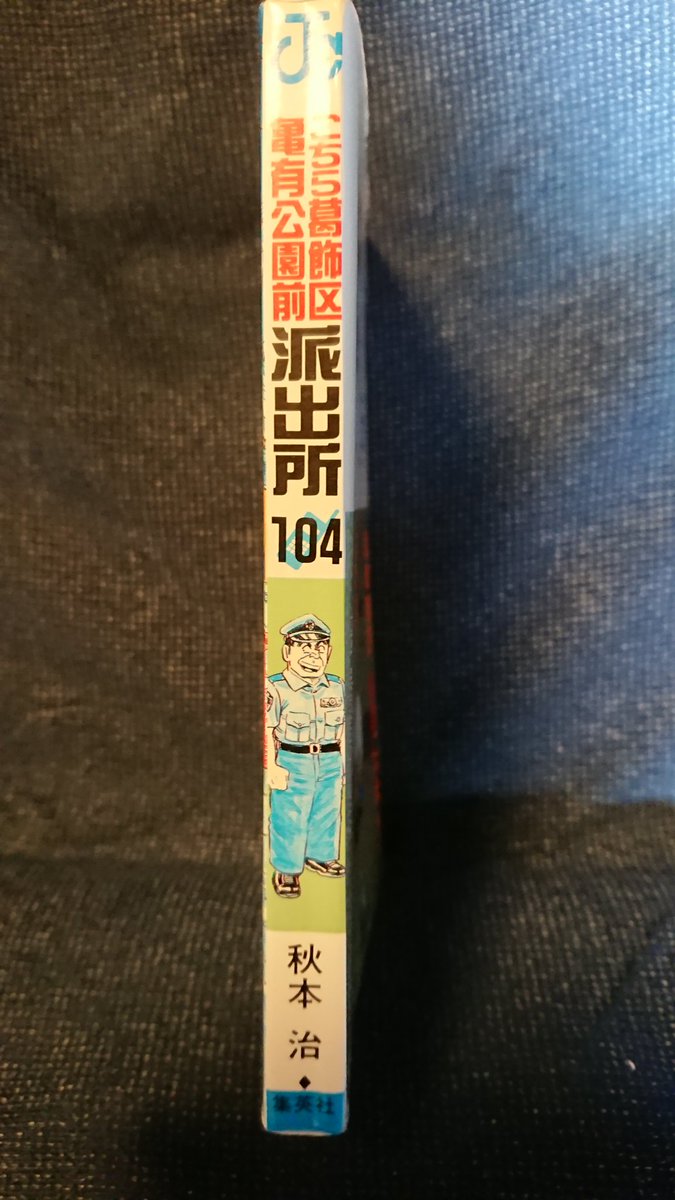 こちら葛飾区
亀有公園前
派出所
104
秋本 治
集英社